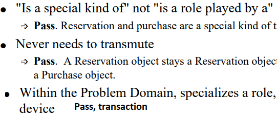 • "Is a special kind of" not "is a role played by a"
⇒ Pass. Reservation and purchase are a special kind of t
• Never needs to transmute
⇒ Pass. A Reservation object stays a Reservation objec
a Purchase object.
• Within the Problem Domain, specializes a role,
device Pass, transaction